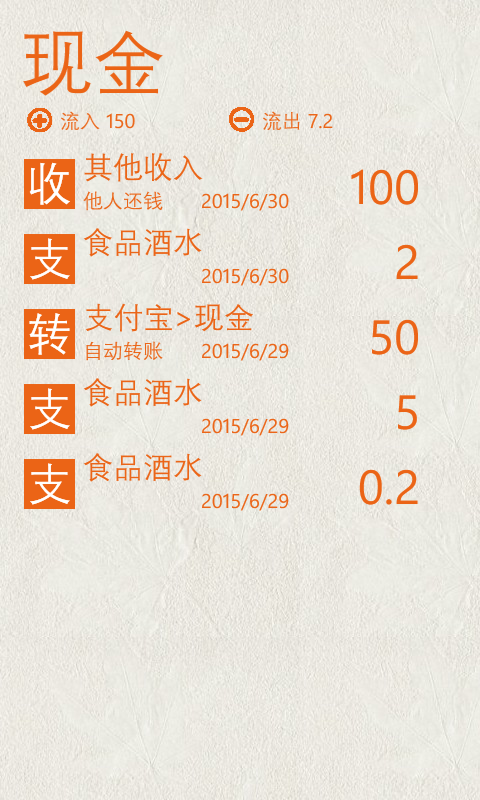 现金
流入 150 流出 7.2
收 其他收入 100
他人还钱 2015/6/30
支 食品酒水 2
2015/6/30
转 支付宝>现金 50
自动转账 2015/6/29
支 食品酒水 5
2015/6/29
支 食品酒水 0.2
2015/6/29